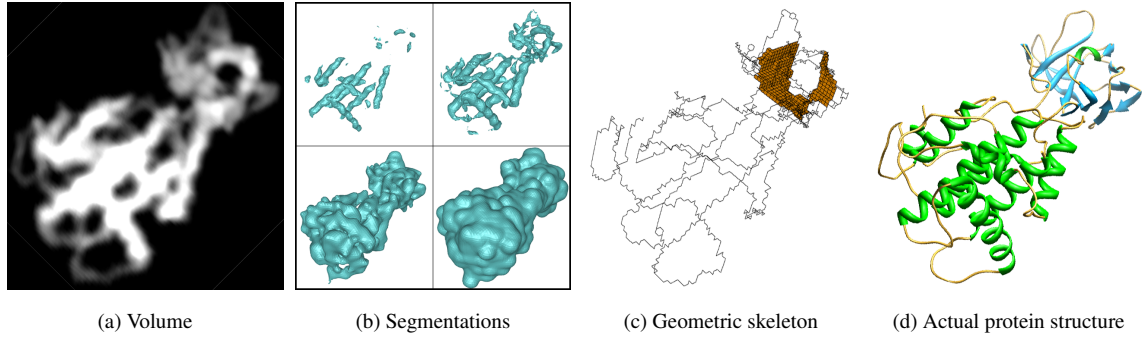 (a) Volume
(b) Segmentations
(c) Geometric skeleton
(d) Actual protein structure